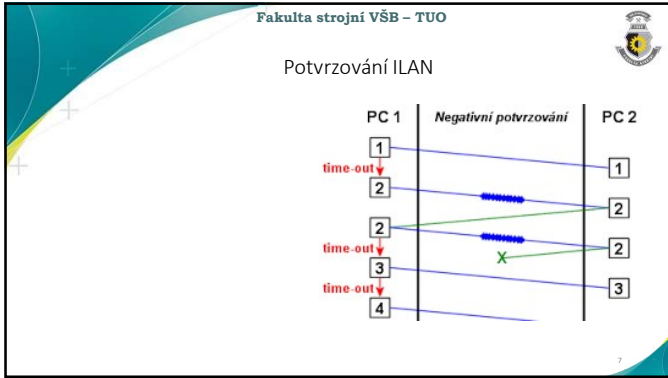 Fakulta strojní VŠB – TUO
Potvrzování ILAN
PC 1 Negativní potvrzování PC 2
1
1
time-out
2
2
2
2
time-out
3
3
time-out
4
7